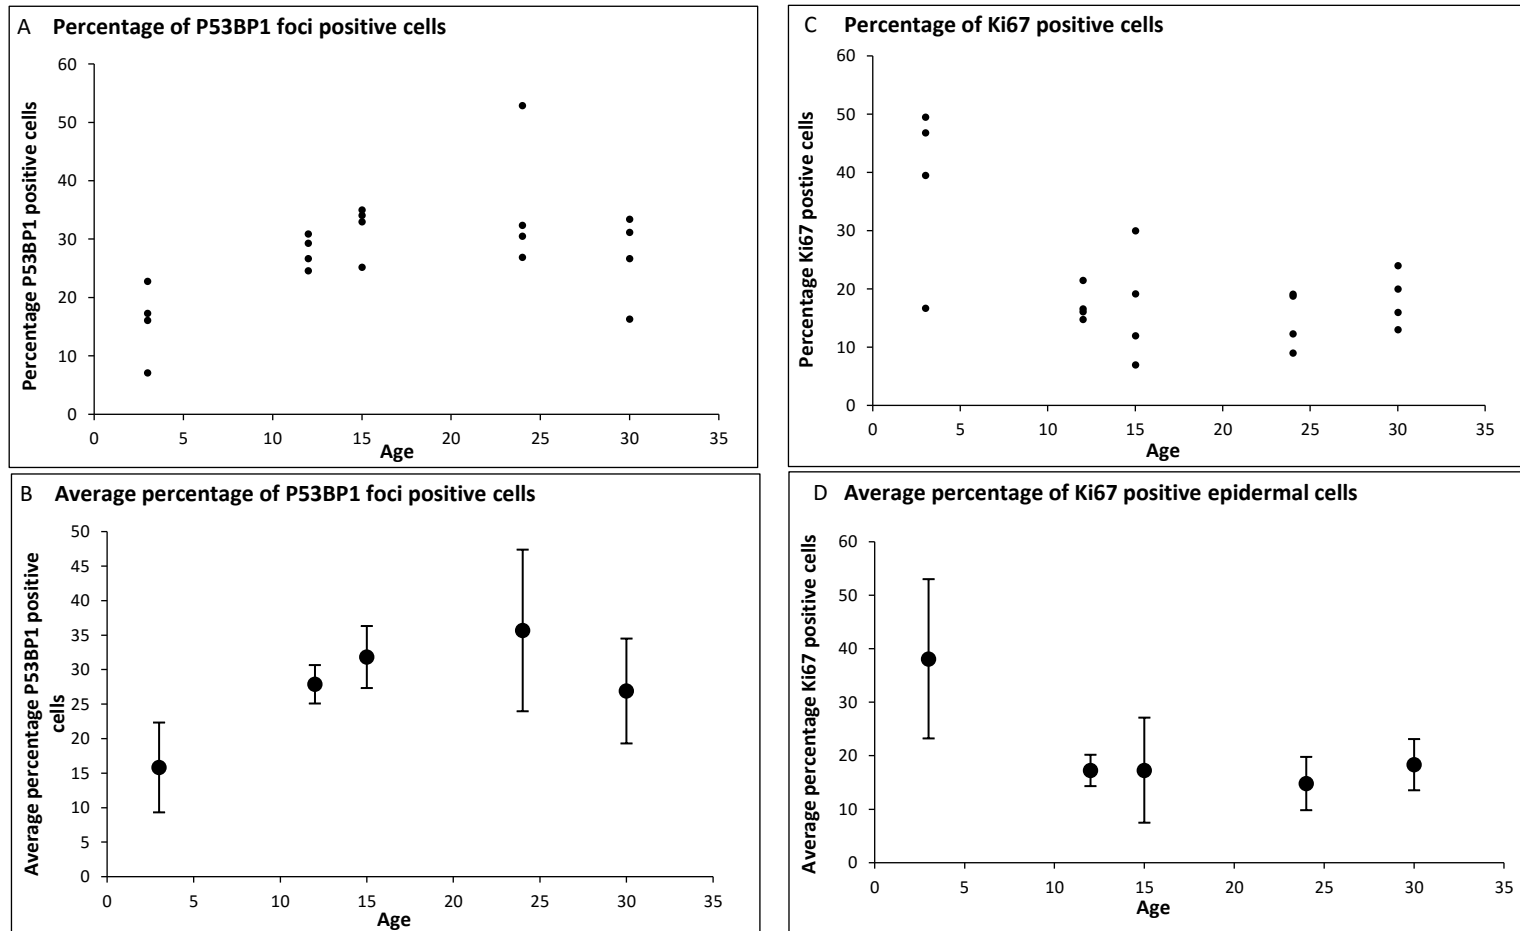 A Percentage of P53BP1 foci positive cells
Percentage P53BP1 positive cells
60
50
40
30
20
10
0
0 5 10 15 20 25 30 35
Age
C Percentage of Ki67 positive cells
Percentage Ki67 postive cells
60
50
40
30
20
10
0
0 5 10 15 20 25 30 35
Age
B Average percentage of P53BP1 foci positive cells
Average percentage P53BP1 positive
cells
50
45
40
35
30
25
20
15
10
5
0
0 5 10 15 20 25 30 35
Age
D Average percentage of Ki67 positive epidermal cells
Average percentage Ki67 positive cells
60
50
40
30
20
10
0
0 5 10 15 20 25 30 35
Age